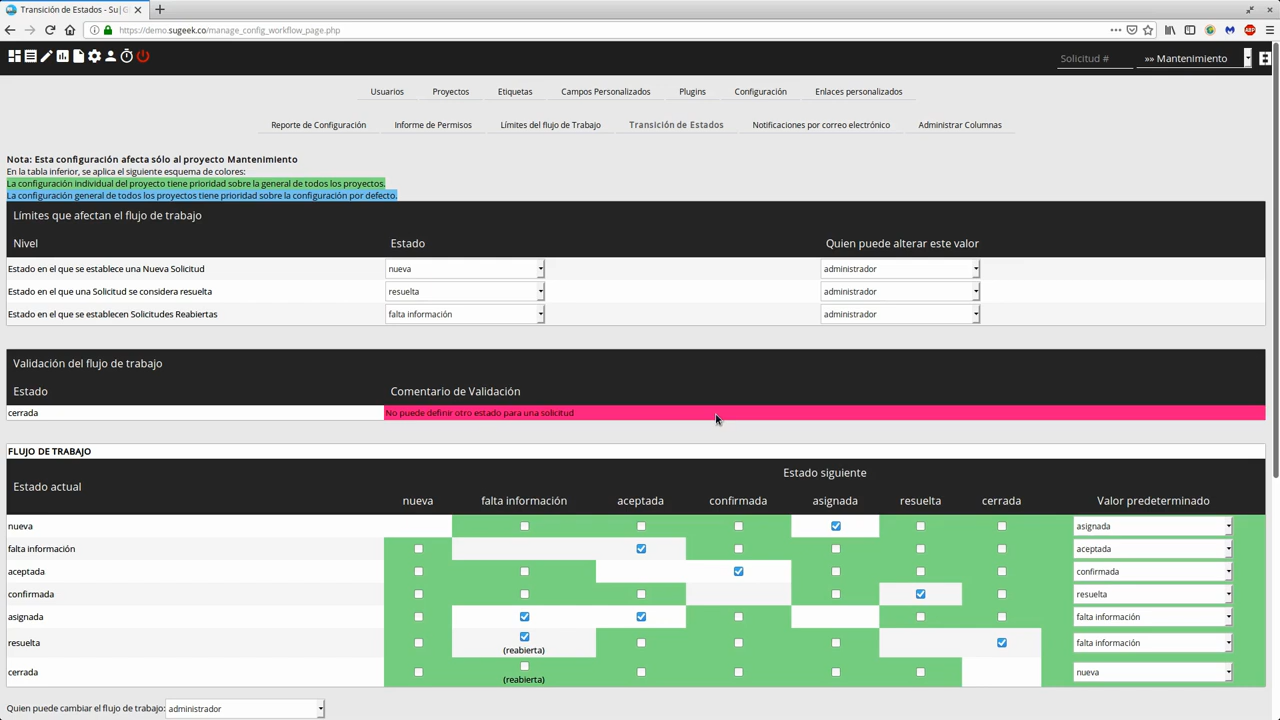 Transición de Estados - Su|G
https://demo.sugeek.co/manage_config_workflow_page.php
ABP
Solicitud #
»» Mantenimiento
Usuarios Proyectos Etiquetas Campos Personalizados Plugins Configuración Enlaces personalizados
Reporte de Configuración Informe de Permisos Límites del flujo de Trabajo Transición de Estados Notificaciones por correo electrónico Administrar Columnas
Nota: Esta configuración afecta sólo al proyecto Mantenimiento
En la tabla inferior, se aplica el siguiente esquema de colores:
La configuración individual del proyecto tiene prioridad sobre la general de todos los proyectos.
La configuración general de todos los proyectos tiene prioridad sobre la configuración por defecto.
Límites que afectan el flujo de trabajo
Nivel Estado Quien puede alterar este valor
Estado en el que se establece una Nueva Solicitud nueva administrador
Estado en el que una Solicitud se considera resuelta resuelta administrador
Estado en el que se establecen Solicitudes Reabiertas falta información administrador
Validación del flujo de trabajo
Estado Comentario de Validación
cerrada No puede definir otro estado para una solicitud
FLUJO DE TRABAJO
Estado siguiente
Estado actual
nueva falta información aceptada confirmada asignada resuelta cerrada Valor predeterminado
nueva asignada
falta información aceptada
aceptada confirmada
confirmada resuelta
asignada falta información
resuelta (reabierta) falta información
cerrada (reabierta) nueva
Quien puede cambiar el flujo de trabajo: administrador